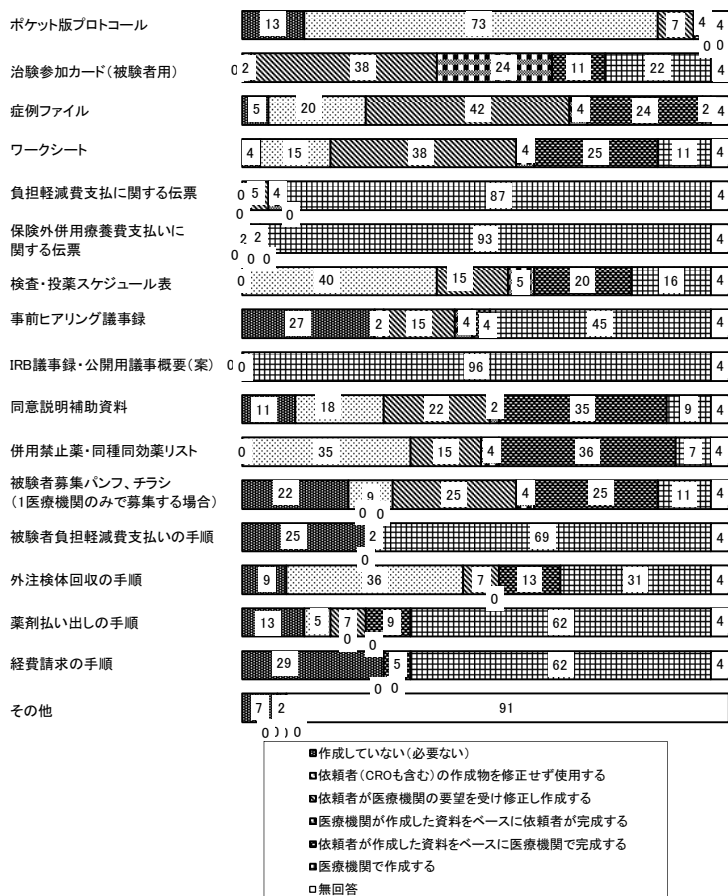 ポケット版プロトコール 13 73 7 4 0 0 4
治験参加カード(被験者用) 0 2 38 24 11 22 4
症例ファイル 5 20 42 4 24 2 4
ワークシート 4 15 38 4 25 11 4
負担軽減費支払に関する伝票 0 0 5 4 0 87 4
保険外併用療養費支払いに
関する伝票 2 2 0 0 0 93 4
検査・投薬スケジュール表 0 40 15 5 20 16 4
事前ヒアリング議事録 27 2 15 4 4 45 4
IRB議事録・公開用議事概要(案) 0 0 96 4
同意説明補助資料 11 18 22 2 35 9 4
併用禁止薬・同種同効薬リスト 0 35 15 4 36 7 4
被験者募集パンフ、チラシ
(1医療機関のみで募集する場合) 22 9 25 4 25 11 4
被験者負担軽減費支払いの手順 25 0 0 2 0 69 4
外注検体回収の手順 9 36 7 0 13 31 4
薬剤払い出しの手順 13 5 7 0 0 9 62 4
経費請求の手順 29 0 0 5 62 4
その他 7 2 0 0 91
■作成していない(必要ない)
□依頼者(CROも含む)の作成物を修正せず使用する
■依頼者が医療機関の要望を受け修正し作成する
■医療機関が作成した資料をベースに依頼者が完成する
■依頼者が作成した資料をベースに医療機関で完成する
□医療機関で作成する
□無回答